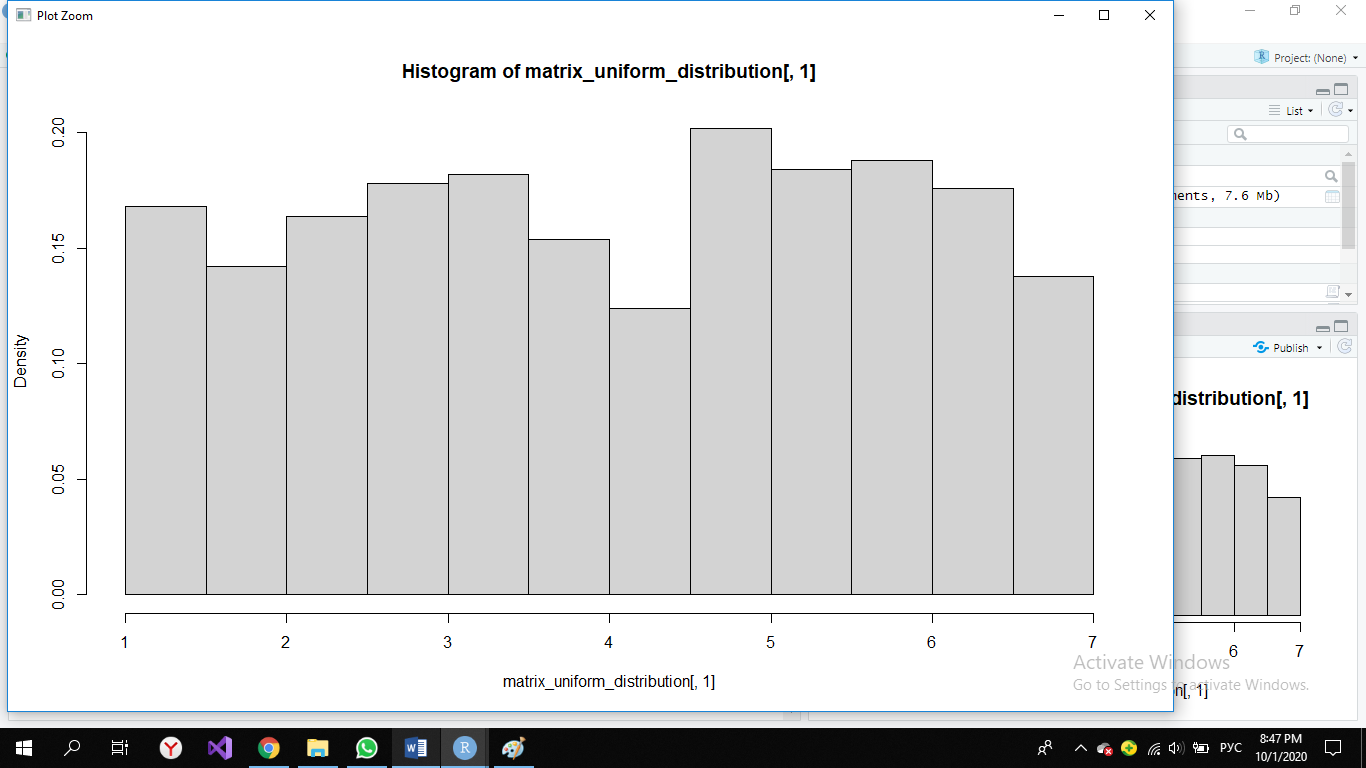 Plot Zoom
Histogram of matrix_uniform_distribution[, 1]
Density
0.20
0.15
0.10
0.05
0.00
1 2 3 4 5 6 7
matrix_uniform_distribution[, 1]
Project: (None)
List
ents, 7.6 Mb)
Publish
distribution[, 1]
6 7
n[, 1]
Activate Windows
Go to Settings to activate Windows.
W
R
РУС
8:47 PM
10/1/2020